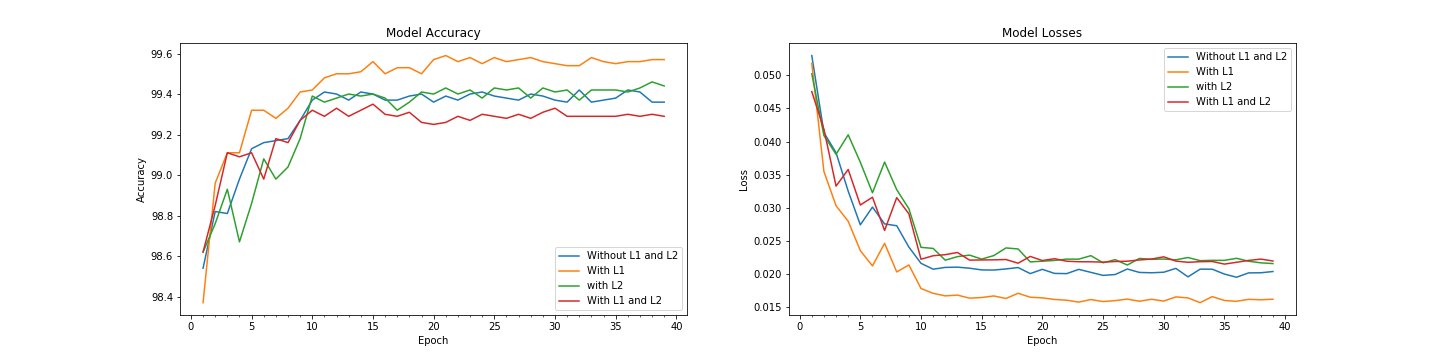 Model Accuracy
99.6
99.4
99.2
99.0
98.8
98.6
98.4
Accuracy
0 5 10 15 20 25 30 35 40
Epoch
Without L1 and L2
With L1
with L2
With L1 and L2
Model Losses
0.050
0.045
0.040
0.035
0.030
0.025
0.020
0.015
Loss
0 5 10 15 20 25 30 35 40
Epoch
Without L1 and L2
With L1
with L2
With L1 and L2